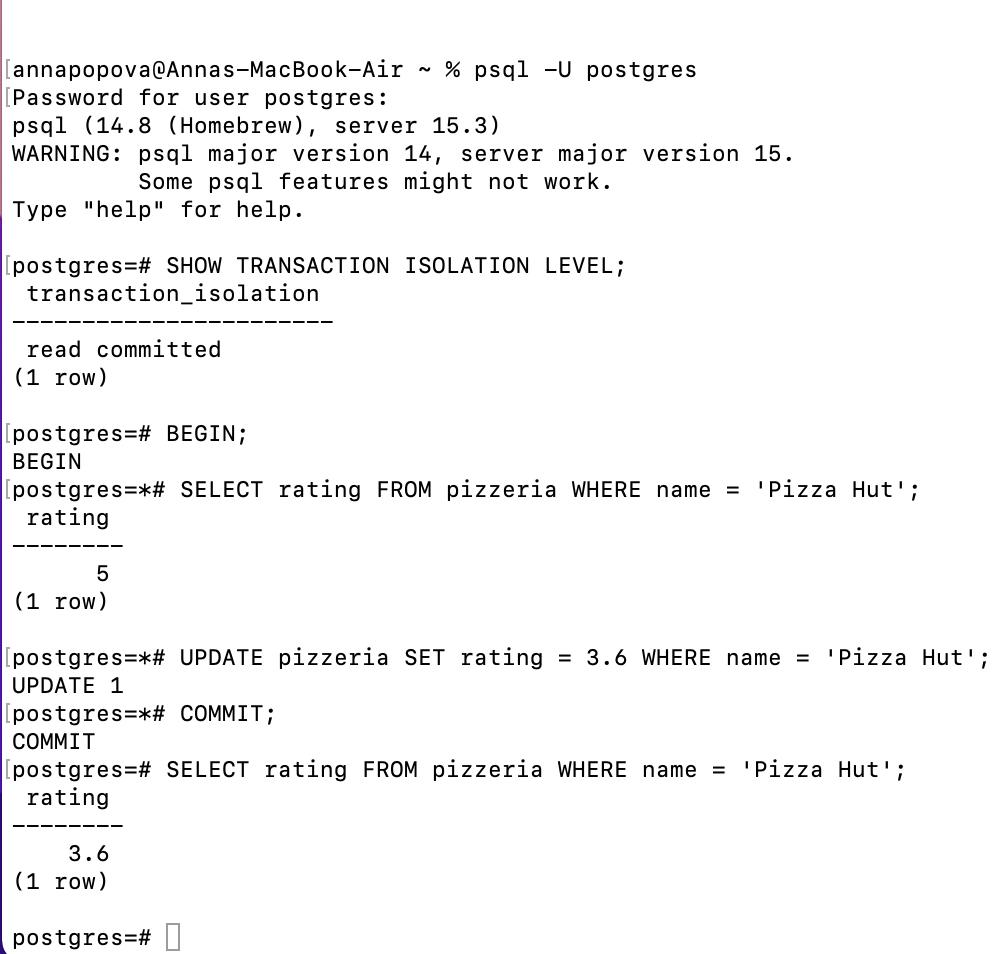 [annapopova@Annas-MacBook-Air ~ % psql -U postgres
[Password for user postgres:
psql (14.8 (Homebrew), server 15.3)
WARNING: psql major version 14, server major version 15.
         Some psql features might not work.
Type "help" for help.

[postgres=# SHOW TRANSACTION ISOLATION LEVEL;
 transaction_isolation
-----------------------
 read committed
(1 row)

[postgres=# BEGIN;
BEGIN
[postgres=*# SELECT rating FROM pizzeria WHERE name = 'Pizza Hut';
 rating
--------
      5
(1 row)

[postgres=*# UPDATE pizzeria SET rating = 3.6 WHERE name = 'Pizza Hut';
UPDATE 1
[postgres=*# COMMIT;
COMMIT
[postgres=# SELECT rating FROM pizzeria WHERE name = 'Pizza Hut';
 rating
--------
    3.6
(1 row)

postgres=#